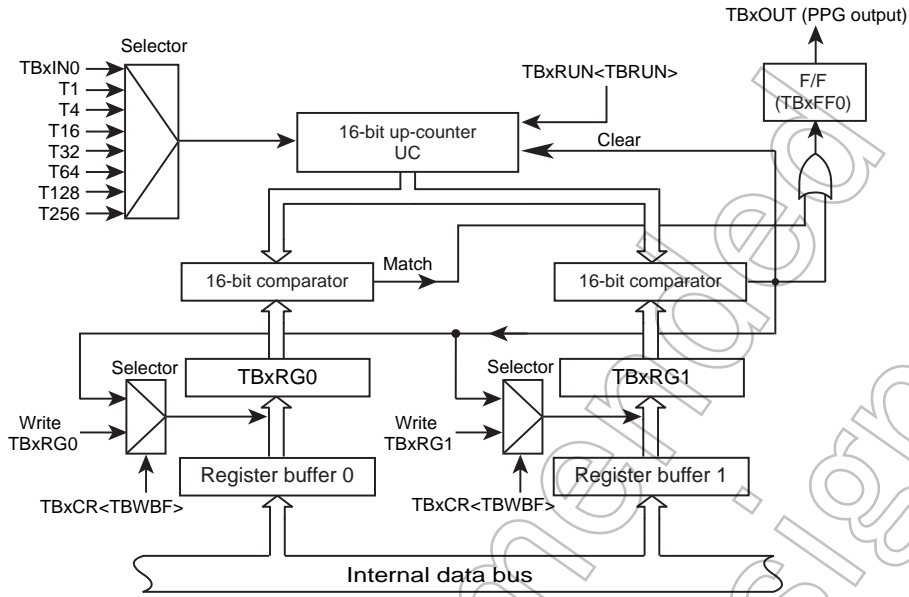 TBxOUT (PPG output)
Selector
TBxIN0
T1
T4
T16
T32
T64
T128
T256
16-bit up-counter
UC
TBxRUN<TBRUN>
F/F
(TBxFF0)
Clear
16-bit comparator
Match
16-bit comparator
Selector
TBxRG0
Selector
TBxRG1
Write
TBxRG0
Write
TBxRG1
Register buffer 0
Register buffer 1
TBxCR<TBWBF>
TBxCR<TBWBF>
Internal data bus